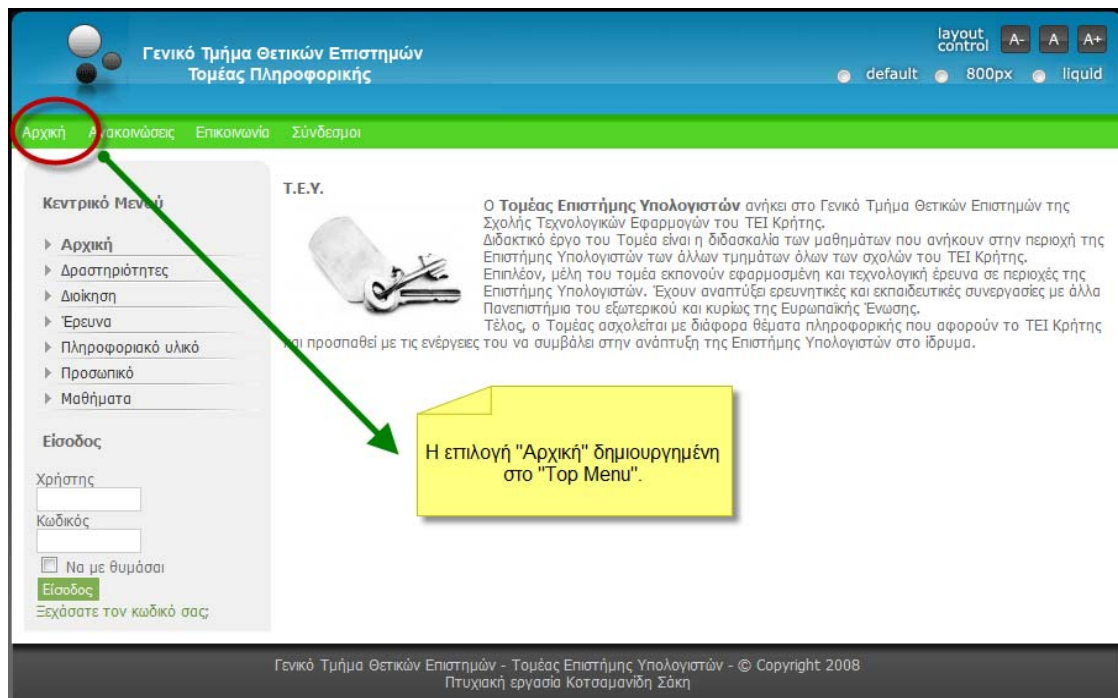 Γενικό Τμήμα Θετικών Επιστημών
Τομέας Πληροφορικής
layout
control
A- A A+
default 800px liquid
Αρχική Ανακοινώσεις Επικοινωνία Σύνδεσμοι
Κεντρικό Μενού
Αρχική
Δραστηριότητες
Διοίκηση
Έρευνα
Πληροφοριακό υλικό
Προσωπικό
Μαθήματα
Είσοδος
Χρήστης
Κωδικός
Να με θυμάσαι
Είσοδος
Ξεχάσατε τον κωδικό σας;
Τ.Ε.Υ.
Ο Τομέας Επιστήμης Υπολογιστών ανήκει στο Γενικό Τμήμα Θετικών Επιστημών της
Σχολής Τεχνολογικών Εφαρμογών του ΤΕΙ Κρήτης.
Διδακτικό έργο του Τομέα είναι η διδασκαλία των μαθημάτων που ανήκουν στην περιοχή της
Επιστήμης Υπολογιστών των άλλων τμημάτων όλων των σχολών του ΤΕΙ Κρήτης.
Επιπλέον, μέλη του τομέα εκπονούν εφαρμοσμένη και τεχνολογική έρευνα σε περιοχές της
Επιστήμης Υπολογιστών. Έχουν αναπτύξει ερευνητικές και εκπαιδευτικές συνεργασίες με άλλα
Πανεπιστήμια του εξωτερικού και κυρίως της Ευρωπαϊκής Ένωσης.
Τέλος, ο Τομέας ασχολείται με διάφορα θέματα πληροφορικής που αφορούν το ΤΕΙ Κρήτης
και προσπαθεί με τις ενέργειες του να συμβάλει στην ανάπτυξη της Επιστήμης Υπολογιστών στο ίδρυμα.
Η επιλογή "Αρχική" δημιουργημένη
στο "Top Menu".
Γενικό Τμήμα Θετικών Επιστημών - Τομέας Επιστήμης Υπολογιστών - © Copyright 2008
Πτυχιακή εργασία Κοτσαμανίδη Σάκη